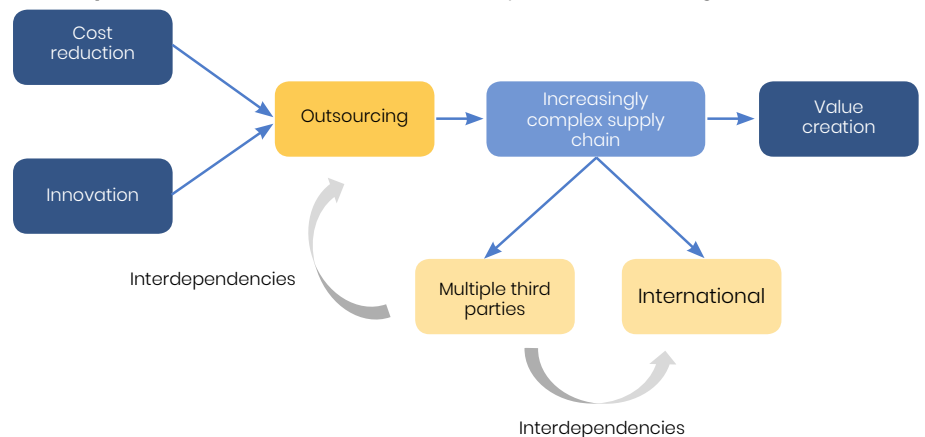 Cost
reduction
Innovation
Outsourcing
Increasingly
complex supply
chain
Value
creation
Interdependencies
Multiple third
parties
International
Interdependencies